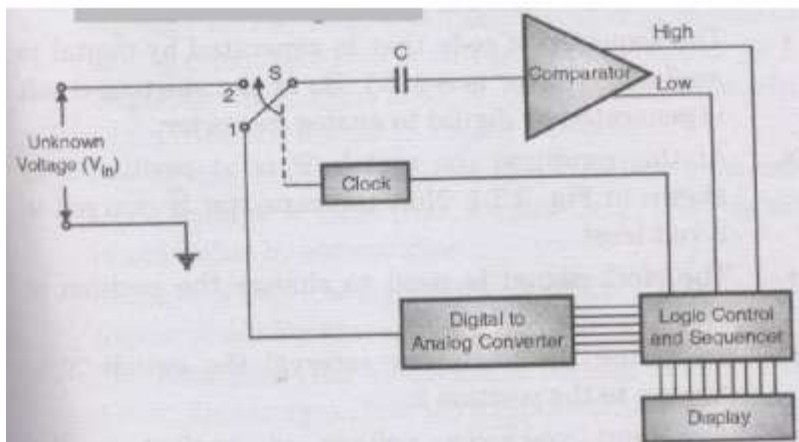 High
Low
Comparator
C
S
2
1
Unknown
Voltage (Vin)
Clock
Digital to
Analog Converter
Logic Control
and Sequencer
Display